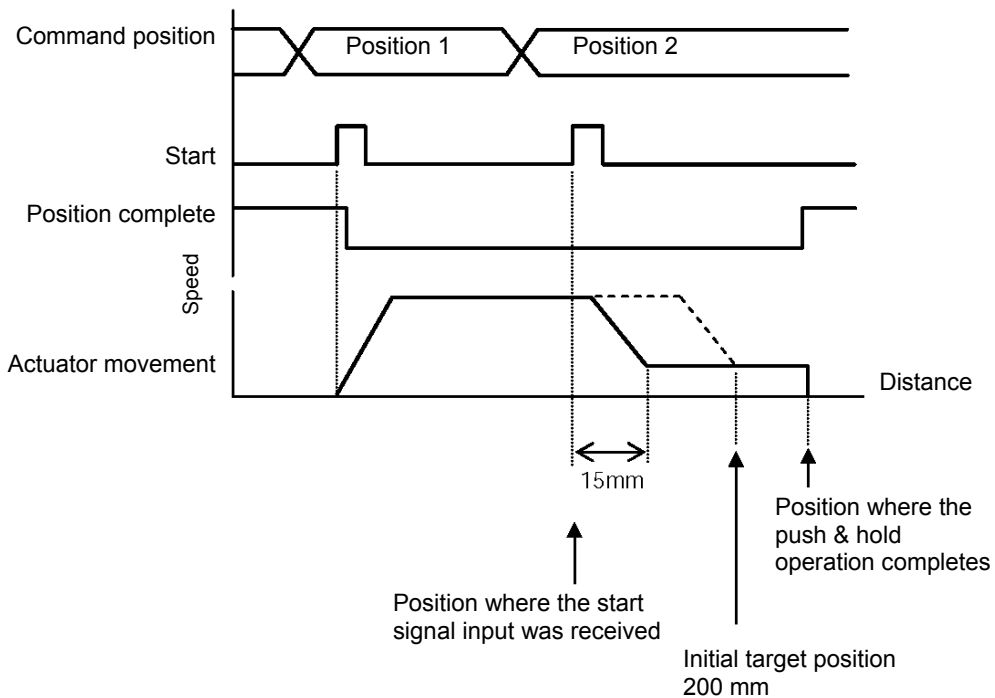 Command position
Position 1
Position 2
Start
Position complete
Speed
Actuator movement
Distance
15mm
Position where the start
signal input was received
Position where the
push & hold
operation completes
Initial target position
200 mm